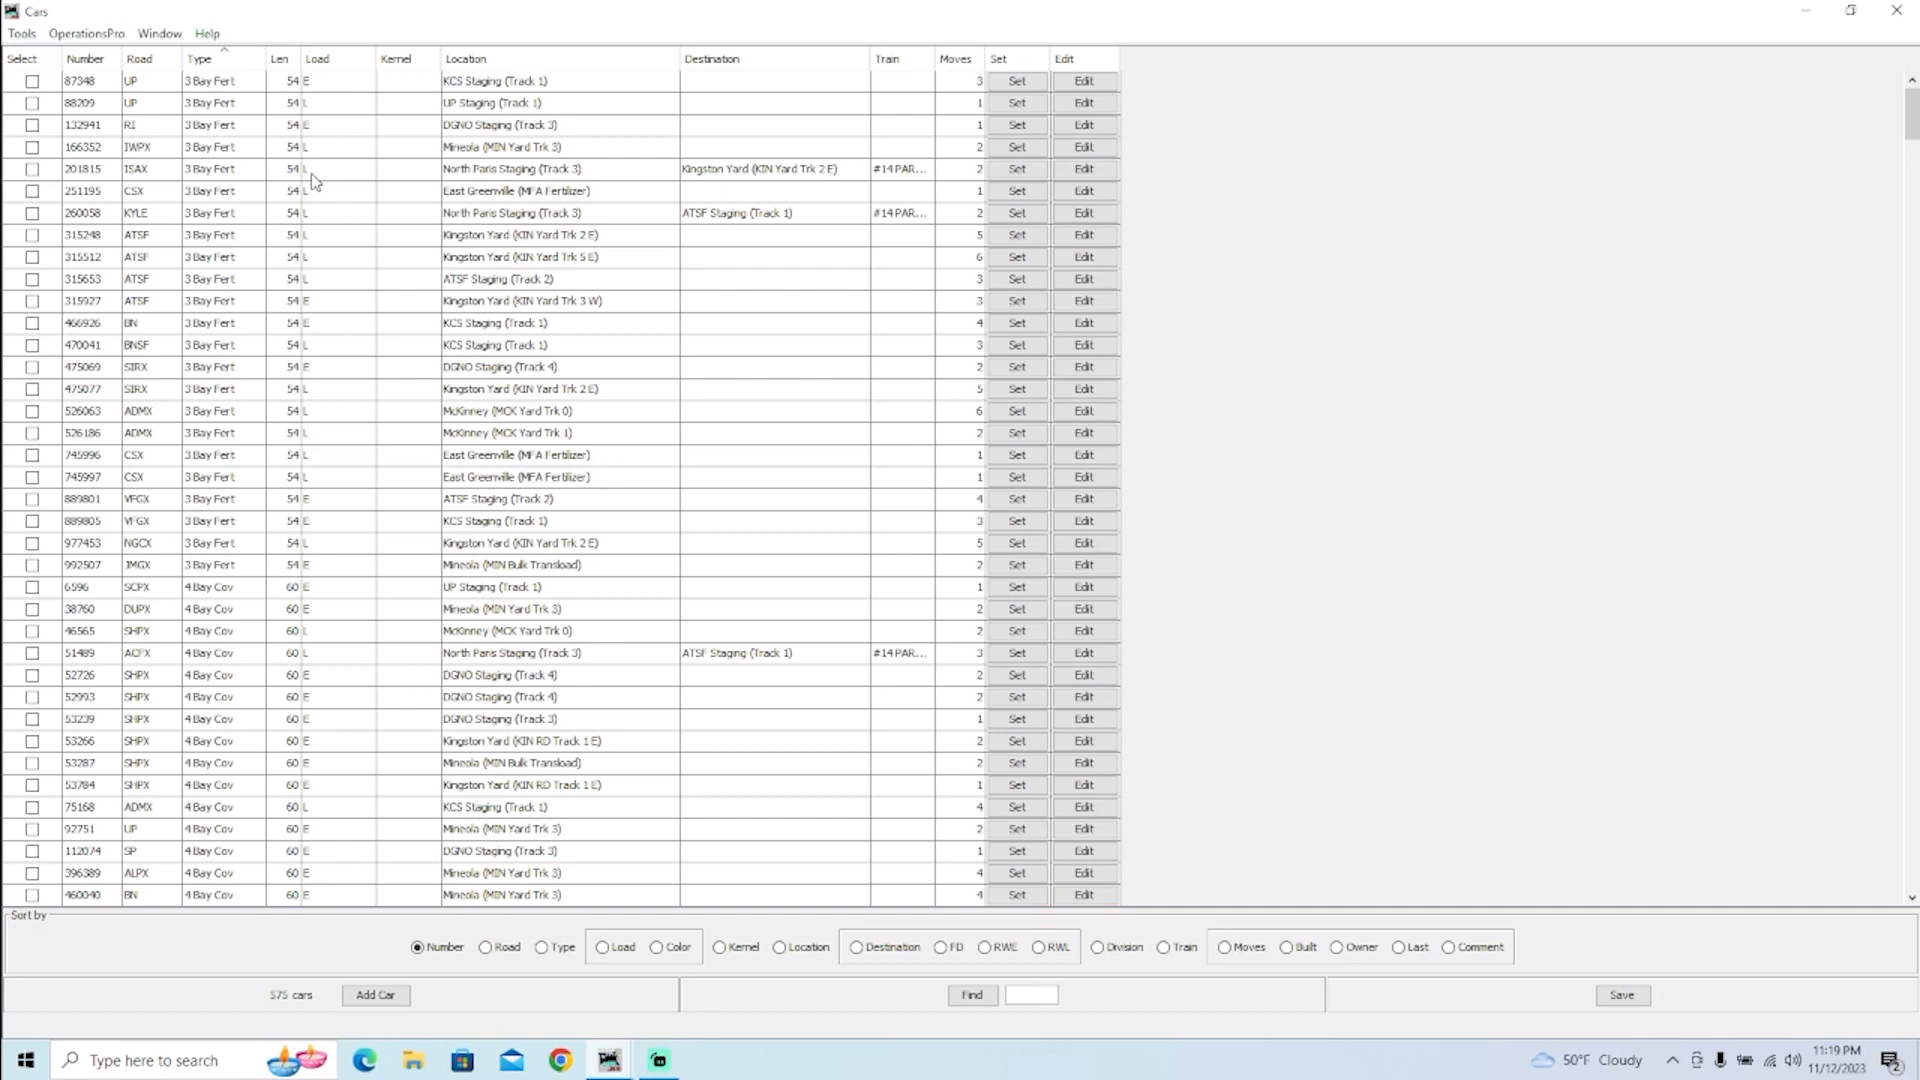 Cars
Tools OperationsPro Window Help
Select Number Road Type Len Load Kernel Location Destination Train Moves Set Edit
87348 UP 3 Bay Fert 54 E KCS Staging (Track 1) 3 Set Edit
88209 UP 3 Bay Fert 54 L UP Staging (Track 1) 1 Set Edit
132941 RI 3 Bay Fert 54 E DGNO Staging (Track 3) 1 Set Edit
166352 IWPX 3 Bay Fert 54 L Mineola (MIN Yard Trk 3) 2 Set Edit
201815 ISAX 3 Bay Fert 54 L North Paris Staging (Track 3) Kingston Yard (KIN Yard Trk 2 E) #14 PAR... 2 Set Edit
251195 CSX 3 Bay Fert 54 L East Greenville (MFA Fertilizer) 1 Set Edit
260058 KYLE 3 Bay Fert 54 L North Paris Staging (Track 3) ATSF Staging (Track 1) #14 PAR... 2 Set Edit
315248 ATSF 3 Bay Fert 54 L Kingston Yard (KIN Yard Trk 2 E) 5 Set Edit
315512 ATSF 3 Bay Fert 54 L Kingston Yard (KIN Yard Trk 5 E) 6 Set Edit
315653 ATSF 3 Bay Fert 54 L ATSF Staging (Track 2) 3 Set Edit
315927 ATSF 3 Bay Fert 54 E Kingston Yard (KIN Yard Trk 3 W) 3 Set Edit
466926 BN 3 Bay Fert 54 E KCS Staging (Track 1) 4 Set Edit
470041 BNSF 3 Bay Fert 54 L KCS Staging (Track 1) 3 Set Edit
475069 SIRX 3 Bay Fert 54 E DGNO Staging (Track 4) 2 Set Edit
475077 SIRX 3 Bay Fert 54 L Kingston Yard (KIN Yard Trk 2 E) 5 Set Edit
526063 ADMX 3 Bay Fert 54 L McKinney (MCK Yard Trk 0) 6 Set Edit
526186 ADMX 3 Bay Fert 54 L McKinney (MCK Yard Trk 1) 2 Set Edit
745996 CSX 3 Bay Fert 54 L East Greenville (MFA Fertilizer) 1 Set Edit
745997 CSX 3 Bay Fert 54 L East Greenville (MFA Fertilizer) 1 Set Edit
889801 VFGX 3 Bay Fert 54 E ATSF Staging (Track 2) 4 Set Edit
889805 VFGX 3 Bay Fert 54 E KCS Staging (Track 1) 3 Set Edit
977453 NGCX 3 Bay Fert 54 L Kingston Yard (KIN Yard Trk 2 E) 5 Set Edit
992507 JMGX 3 Bay Fert 54 E Mineola (MIN Bulk Transload) 2 Set Edit
6596 SCPX 4 Bay Cov 60 E UP Staging (Track 1) 1 Set Edit
38760 DUPX 4 Bay Cov 60 E Mineola (MIN Yard Trk 3) 2 Set Edit
46565 SHPX 4 Bay Cov 60 L McKinney (MCK Yard Trk 0) 2 Set Edit
51489 ACFX 4 Bay Cov 60 L North Paris Staging (Track 3) ATSF Staging (Track 1) #14 PAR... 3 Set Edit
52726 SHPX 4 Bay Cov 60 E DGNO Staging (Track 4) 2 Set Edit
52993 SHPX 4 Bay Cov 60 E DGNO Staging (Track 4) 2 Set Edit
53239 SHPX 4 Bay Cov 60 E DGNO Staging (Track 3) 1 Set Edit
53266 SHPX 4 Bay Cov 60 E Kingston Yard (KIN RD Track 1 E) 2 Set Edit
53287 SHPX 4 Bay Cov 60 E Mineola (MIN Bulk Transload) 2 Set Edit
53784 SHPX 4 Bay Cov 60 E Kingston Yard (KIN RD Track 1 E) 1 Set Edit
75168 ADMX 4 Bay Cov 60 L KCS Staging (Track 1) 4 Set Edit
92751 UP 4 Bay Cov 60 E Mineola (MIN Yard Trk 3) 2 Set Edit
112074 SP 4 Bay Cov 60 E DGNO Staging (Track 3) 1 Set Edit
396389 ALPX 4 Bay Cov 60 E Mineola (MIN Yard Trk 3) 4 Set Edit
460040 BN 4 Bay Cov 60 E Mineola (MIN Yard Trk 3) 4 Set Edit
Sort by
Number Road Type Load Color Kernel Location Destination FD RWE RWL Division Train Moves Built Owner Last Comment
575 cars Add Car Find Save
Type here to search 50°F Cloudy 11:19 PM
11/12/2023 2